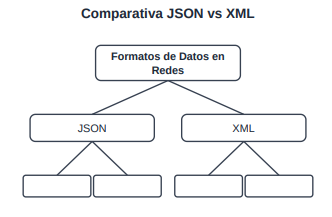 Comparativa JSON vs XML
Formatos de Datos en
Redes
JSON
XML